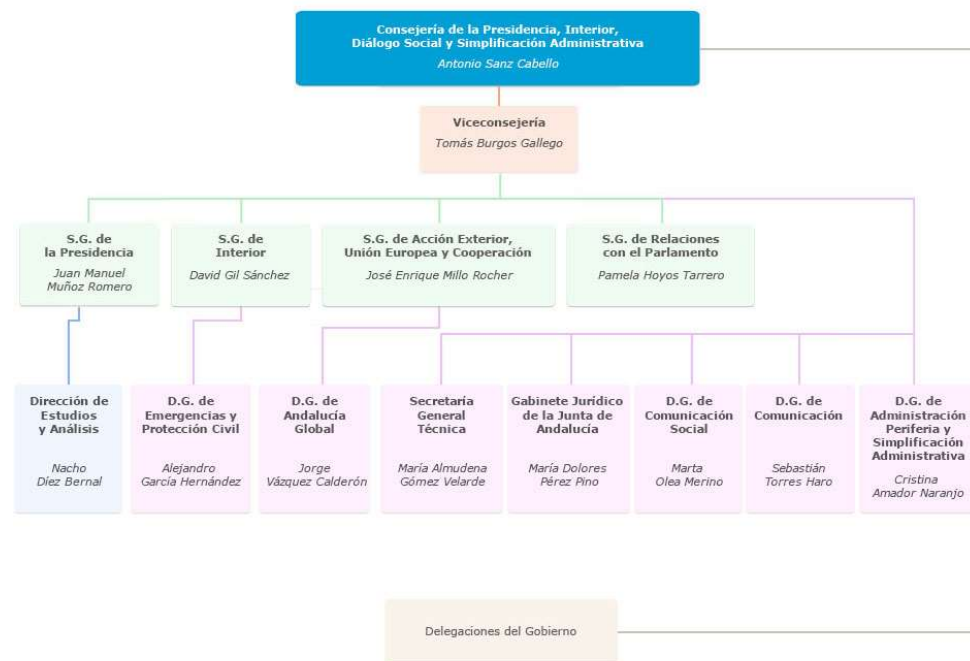 Consejería de la Presidencia, Interior,
Diálogo Social y Simplificación Administrativa
Antonio Sanz Cabello
Viceconsejería
Tomás Burgos Gallego
S.G. de
la Presidencia
Juan Manuel
Muñoz Romero
S.G. de
Interior
David Gil Sánchez
S.G. de Acción Exterior,
Unión Europea y Cooperación
José Enrique Millo Rocher
S.G. de Relaciones
con el Parlamento
Pamela Hoyos Tarrero
Dirección de
Estudios
y Análisis
Nacho
Díez Bernal
D.G. de
Emergencias y
Protección Civil
Alejandro
García Hernández
D.G. de
Andalucía
Global
Jorge
Vázquez Calderón
Secretaría
General
Técnica
María Almudena
Gómez Velarde
Gabinete Jurídico
de la Junta de
Andalucía
María Dolores
Pérez Pino
D.G. de
Comunicación
Social
Marta
Olea Merino
D.G. de
Comunicación
Sebastián
Torres Haro
D.G. de
Administración
Periferia y
Simplificación
Administrativa
Cristina
Amador Naranjo
Delegaciones del Gobierno